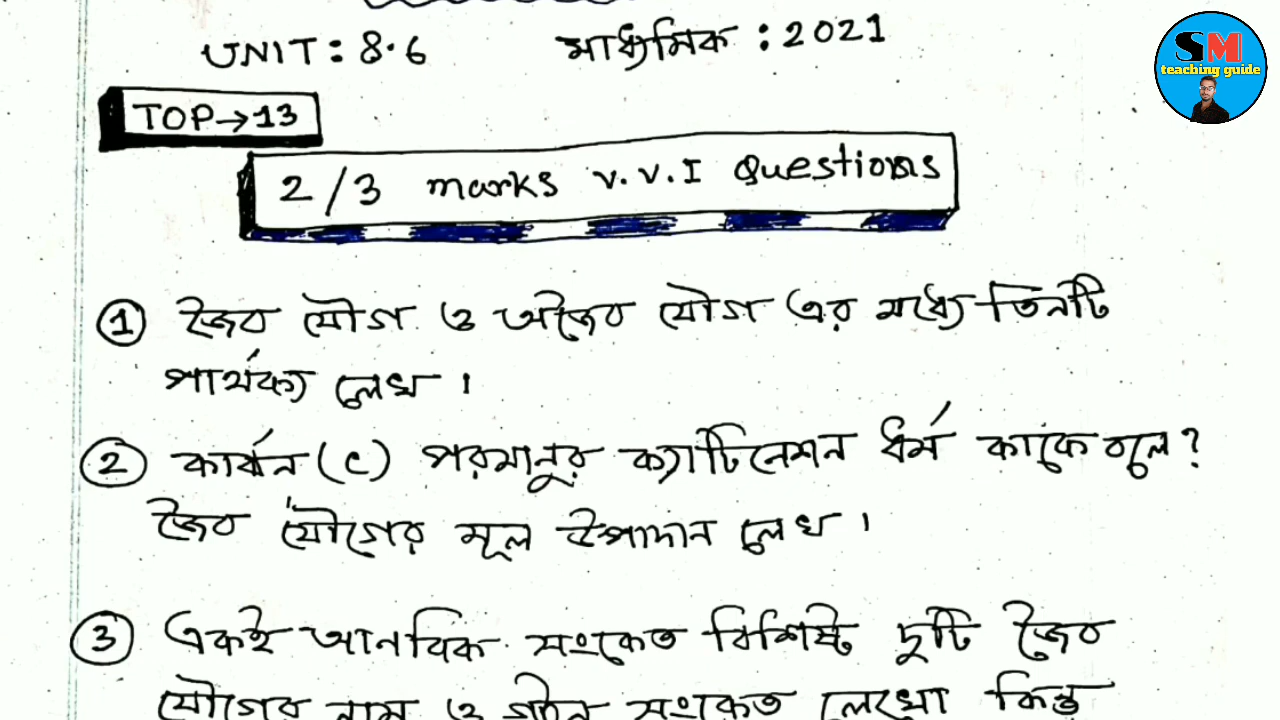 UNIT: 8.6 মাধ্যমিক : 2021
SM
teaching guide
TOP→13
2/3 marks v.v.I Questions
① জৈব যৌগ ও অজৈব যৌগ এর মধ্যে তিনটি
পার্থক্য লেখ।
② কার্বন (c) পরমানুর ক্যাটিনেশন ধর্ম কাকে বলে?
জৈব যৌগের মূল উপাদান লেখ।
③ একই আনবিক সংকেত বিশিষ্ট দুটি জৈব
যৌগের নাম ও গঠন সংকেত লেখো কিন্তু